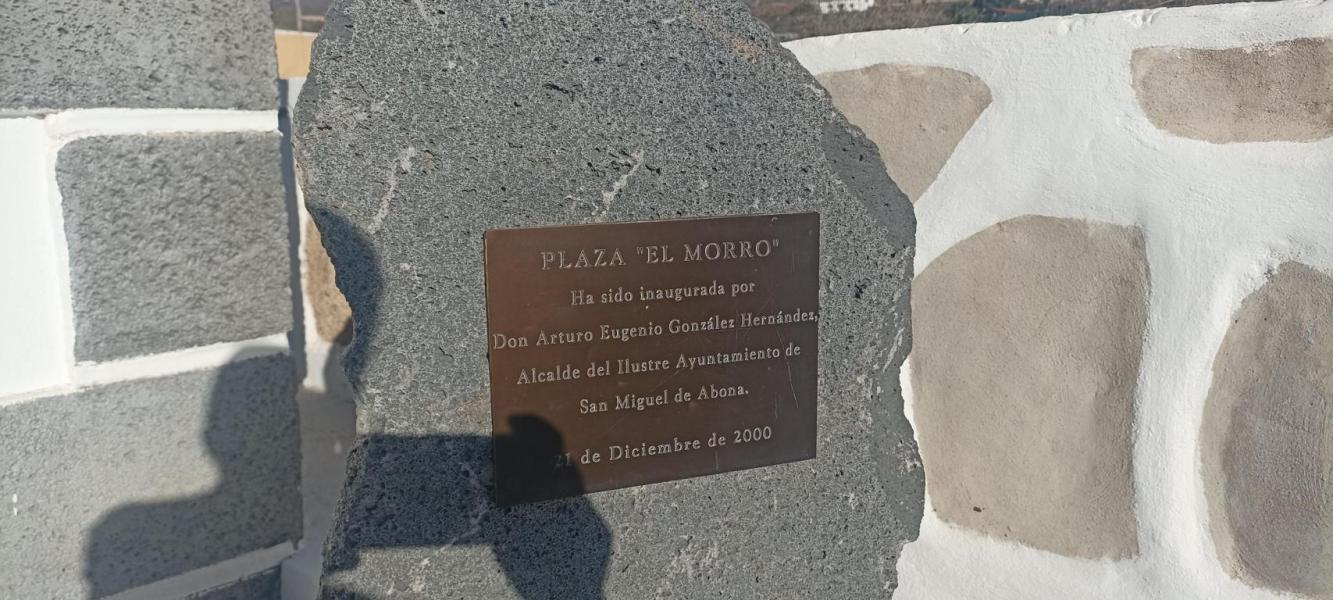 PLAZA "EL MORRO"
Ha sido inaugurada por
Don Arturo Eugenio González Hernández,
Alcalde del Ilustre Ayuntamiento de
San Miguel de Abona.
21 de Diciembre de 2000